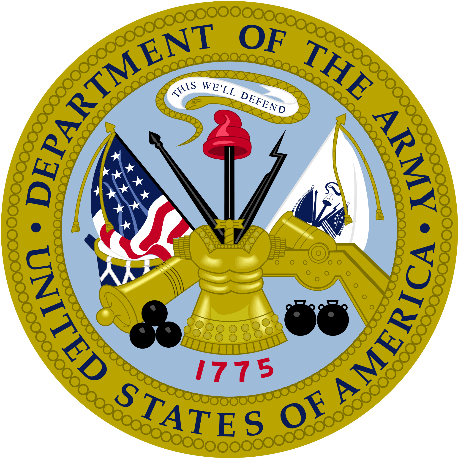 DEPARTMENT OF THE ARMY
THIS WE'LL DEFEND
1775
UNITED STATES OF AMERICA